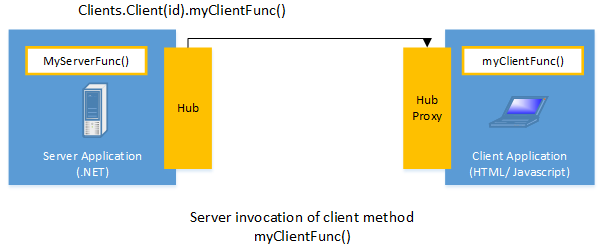 Clients.Client(id).myClientFunc()
MyServerFunc()
myClientFunc()
Hub
Hub
Proxy
Server Application
(.NET)
Client Application
(HTML/Javascript)
Server invocation of client method
myClientFunc()